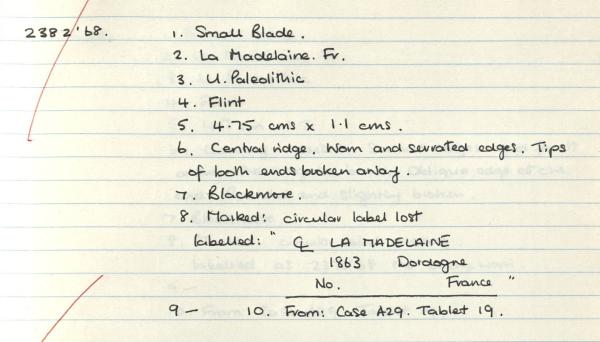 2382'68. 1. Small Blade.
2. La Madelaine. Fr.
3. U. Paleolithic
4. Flint
5. 4.75 cms x 1.1 cms.
6. Central ridge. Worn and serrated edges. Tips
of both ends broken away.
7. Blackmore.
8. Marked: circular label lost
labelled: " ℄ LA MADELAINE
1863 Dordogne
No. France "
9 — 10. From: Case A29. Tablet 19.